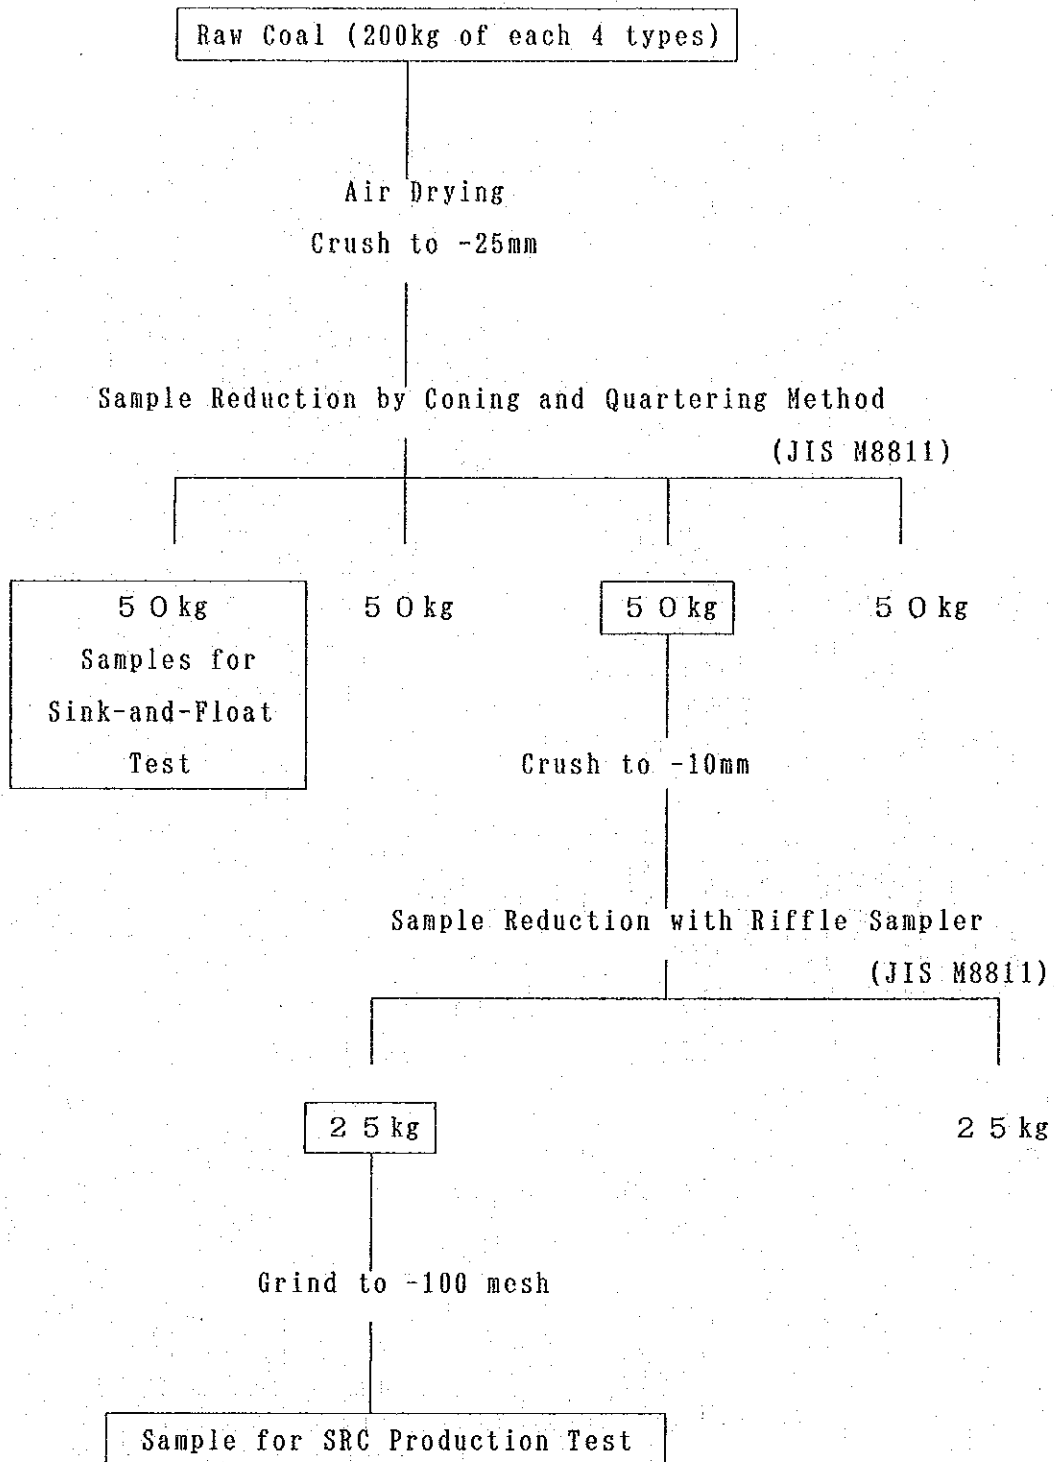 Raw Coal (200kg of each 4 types)
Air Drying
Crush to -25mm
Sample Reduction by Coning and Quartering Method
(JIS M8811)
50kg 50kg 50kg 50kg
Samples for
Sink-and-Float
Test
Crush to -10mm
Sample Reduction with Riffle Sampler
(JIS M8811)
25kg 25kg
Grind to -100 mesh
Sample for SRC Production Test